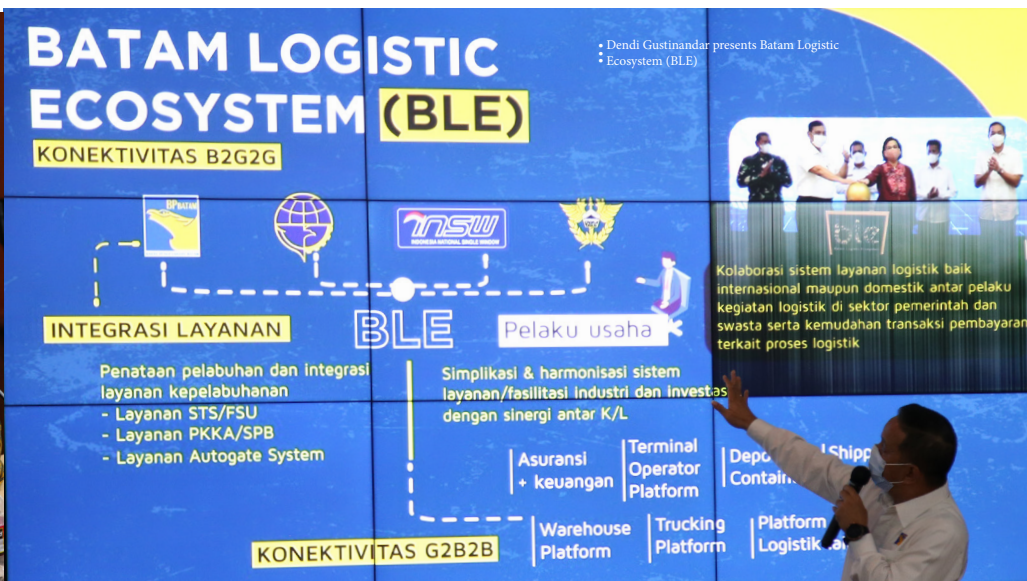 BATAM LOGISTIC
ECOSYSTEM (BLE)
KONEKTIVITAS B2G2G
Dendi Gustinandar presents Batam Logistic
Ecosystem (BLE)
BP BATAM
INSW
INDONESIA NATIONAL SINGLE WINDOW
ble
Kolaborasi sistem layanan logistik baik
internasional maupun domestik antar pelaku
kegiatan logistik di sektor pemerintah dan
swasta serta kemudahan transaksi pembayaran
terkait proses logistik
INTEGRASI LAYANAN
BLE
Pelaku usaha
Penataan pelabuhan dan integrasi
layanan kepelabuhanan
- Layanan STS/FSU
- Layanan PKKA/SPB
- Layanan Autogate System
Simplikasi & harmonisasi sistem
layanan/fasilitasi industri dan investas
dengan sinergi antar K/L
Asuransi
+ keuangan
Terminal
Operator
Platform
Depo
Contain
Shipp
Warehouse
Platform
Trucking
Platform
Platform
Logistik
KONEKTIVITAS G2B2B